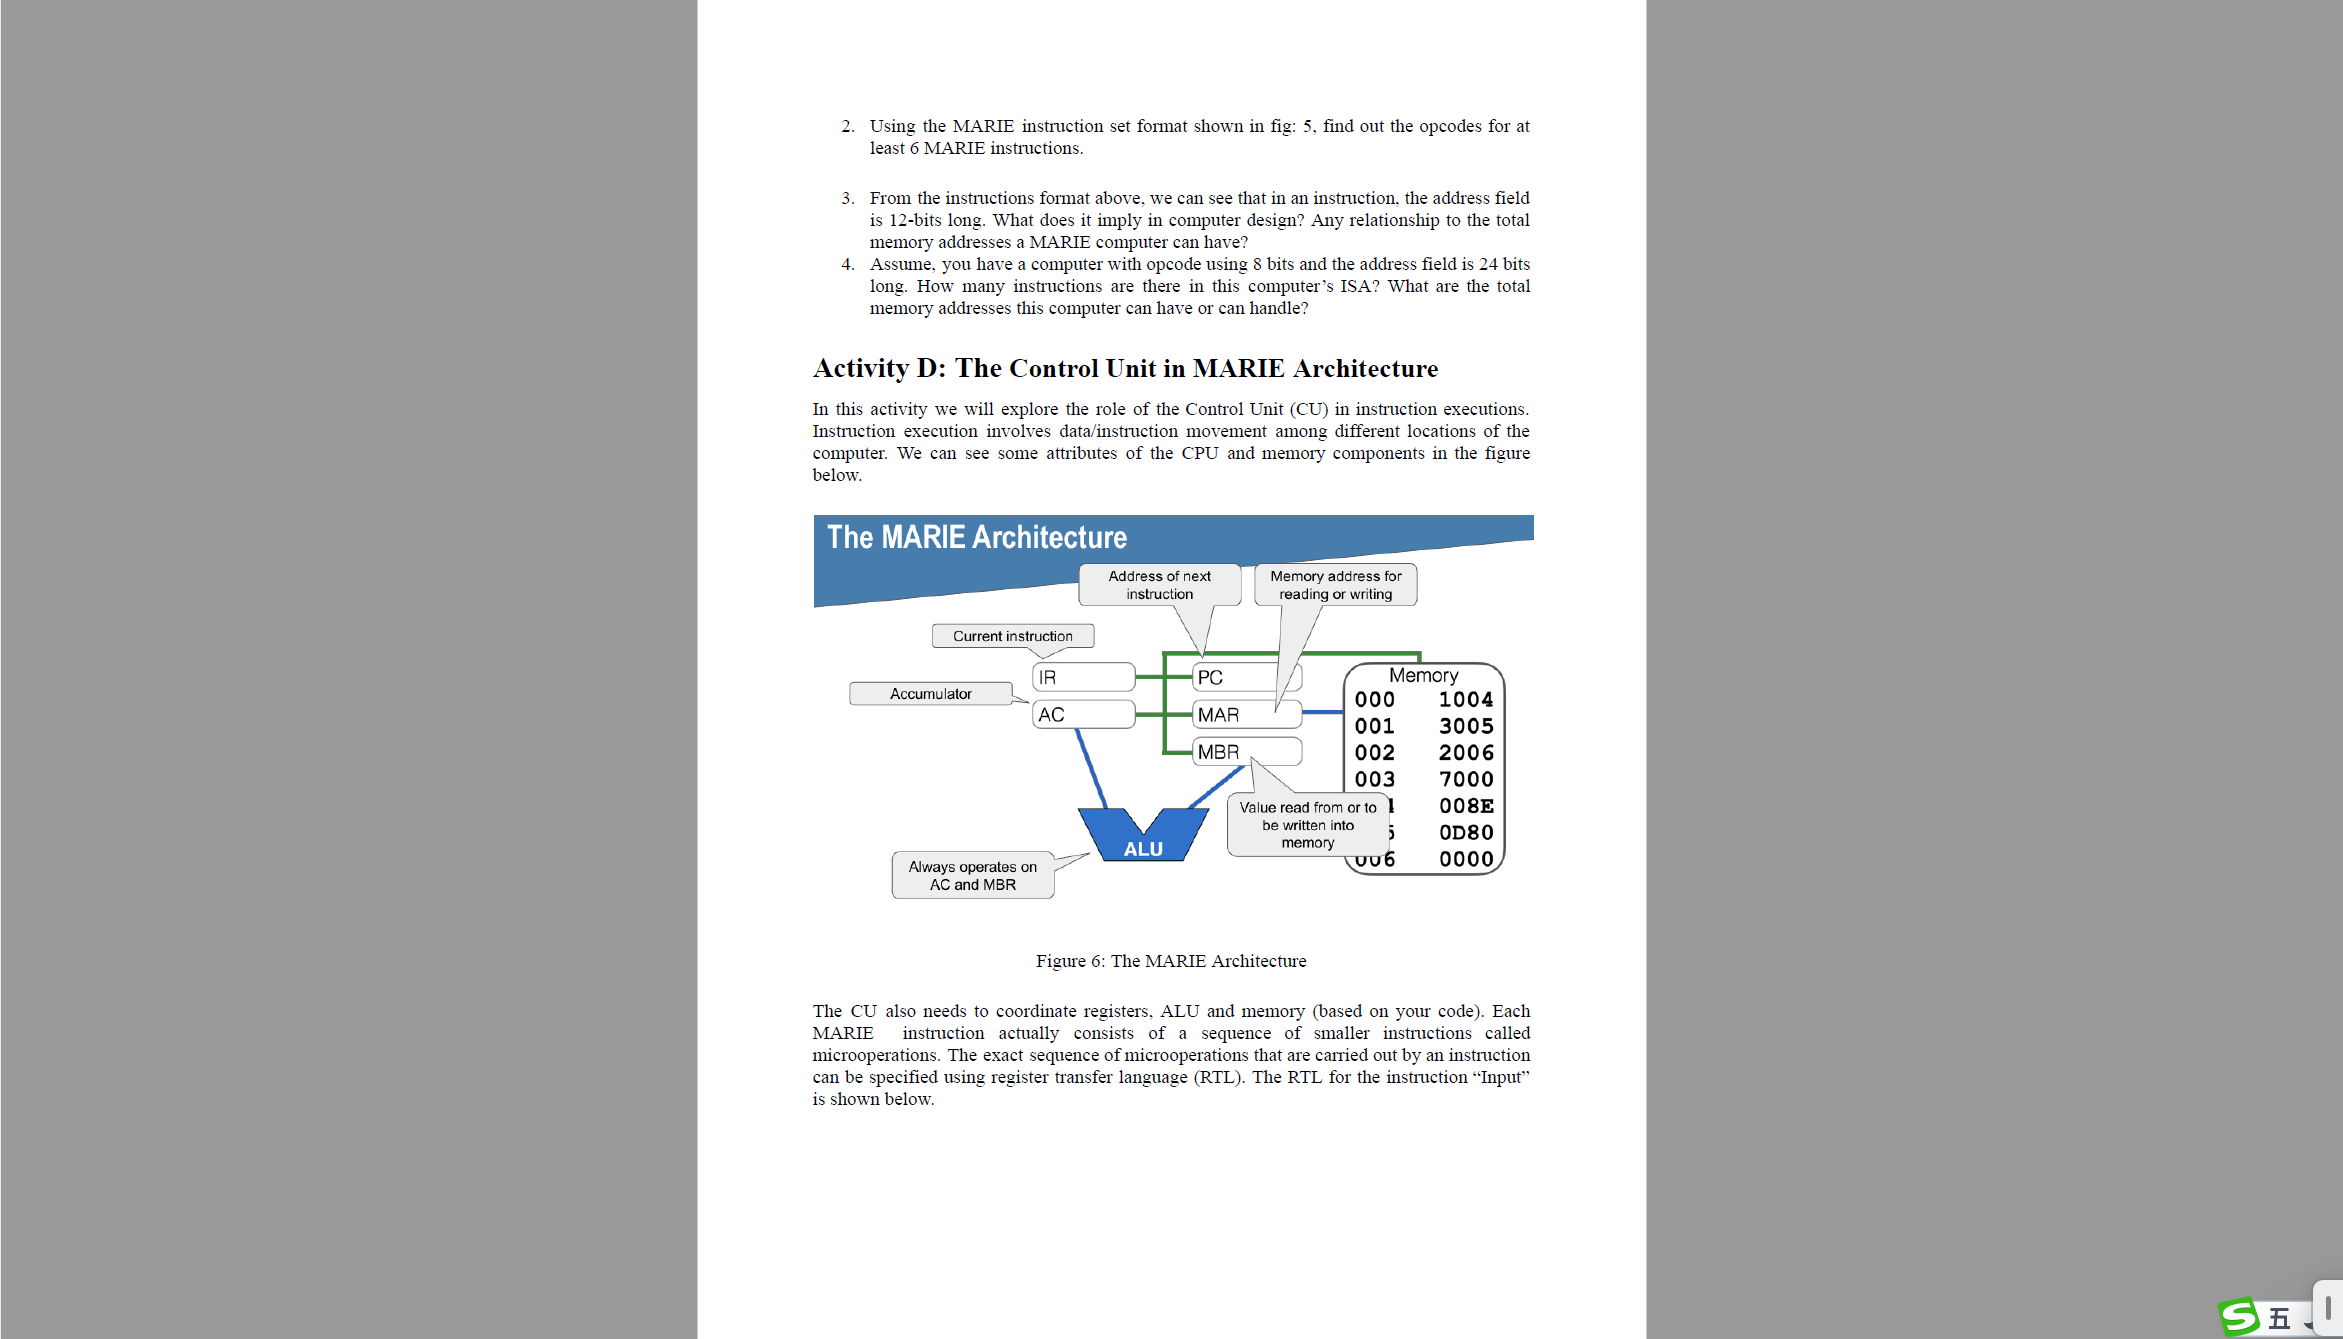 2. Using the MARIE instruction set format shown in fig: 5, find out the opcodes for at
least 6 MARIE instructions.
3. From the instructions format above, we can see that in an instruction, the address field
is 12-bits long. What does it imply in computer design? Any relationship to the total
memory addresses a MARIE computer can have?
4. Assume, you have a computer with opcode using 8 bits and the address field is 24 bits
long. How many instructions are there in this computer’s ISA? What are the total
memory addresses this computer can have or can handle?
Activity D: The Control Unit in MARIE Architecture
In this activity we will explore the role of the Control Unit (CU) in instruction executions.
Instruction execution involves data/instruction movement among different locations of the
computer. We can see some attributes of the CPU and memory components in the figure
below.
The MARIE Architecture
Address of next
instruction
Memory address for
reading or writing
Current instruction
IR
PC
Accumulator
AC
MAR
MBR
Memory
000 1004
001 3005
002 2006
003 7000
008E
0D80
006 0000
Value read from or to
be written into
memory
ALU
Always operates on
AC and MBR
Figure 6: The MARIE Architecture
The CU also needs to coordinate registers, ALU and memory (based on your code). Each
MARIE instruction actually consists of a sequence of smaller instructions called
microoperations. The exact sequence of microoperations that are carried out by an instruction
can be specified using register transfer language (RTL). The RTL for the instruction “Input”
is shown below.
S 五